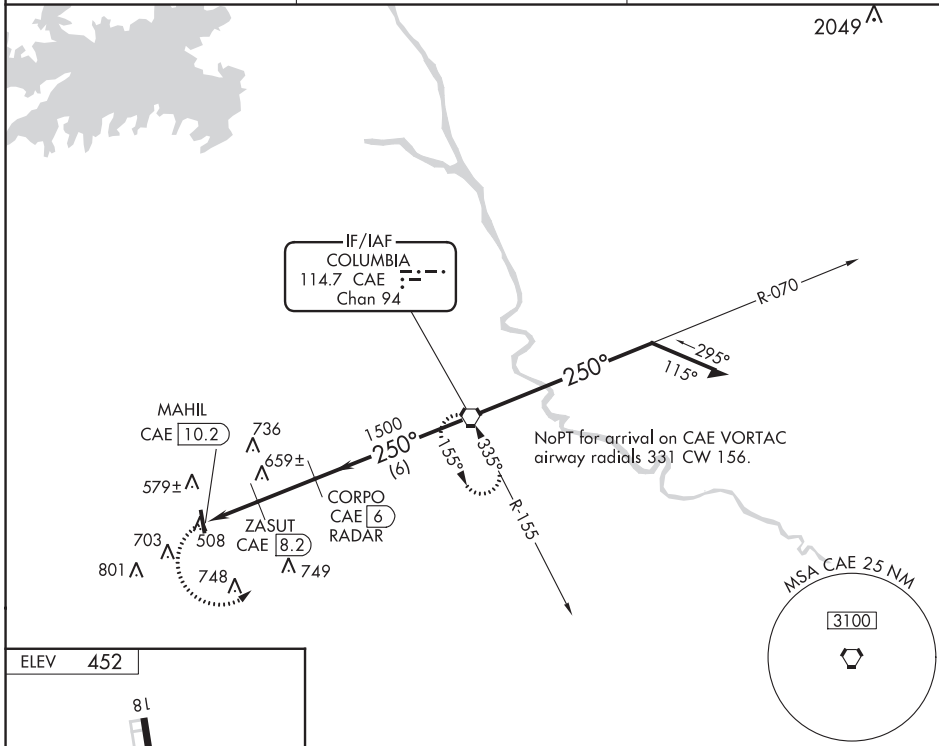 2049
IF/IAF
COLUMBIA
114.7 CAE
Chan 94
R-070
295°
115°
250°
NoPT for arrival on CAE VORTAC
airway radials 331 CW 156.
1500
250°
(6)
155°
335°
R-155
MAHIL
CAE 10.2
736
659±
579±
CORPO
CAE 6
RADAR
ZASUT
CAE 8.2
508
703
801
748
749
MSA CAE 25 NM
3100
ELEV 452
18